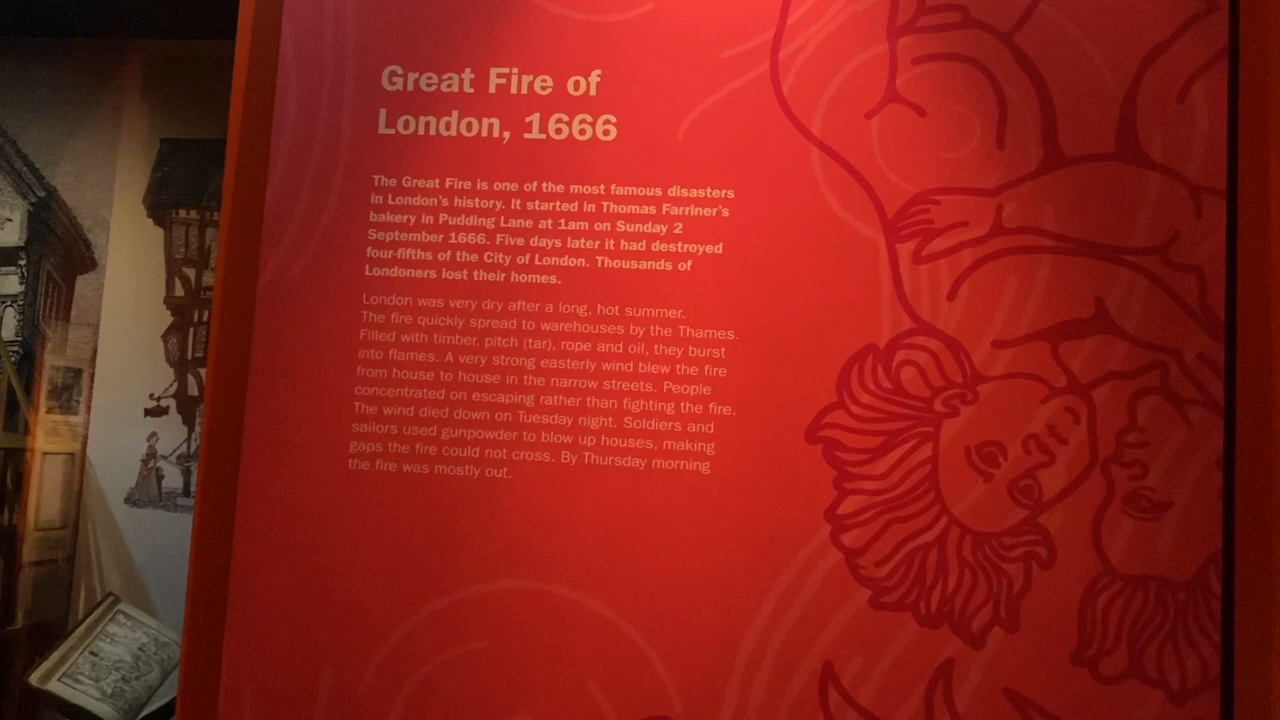 Great Fire of
London, 1666
The Great Fire is one of the most famous disasters
in London's history. It started in Thomas Farriner's
bakery in Pudding Lane at 1am on Sunday 2
September 1666. Five days later it had destroyed
four-fifths of the City of London. Thousands of
Londoners lost their homes.
London was very dry after a long, hot summer.
The fire quickly spread to warehouses by the Thames.
Filled with timber, pitch (tar), rope and oil, they burst
into flames. A very strong easterly wind blew the fire
from house to house in the narrow streets. People
concentrated on escaping rather than fighting the fire.
The wind died down on Tuesday night. Soldiers and
sailors used gunpowder to blow up houses, making
gaps the fire could not cross. By Thursday morning
the fire was mostly out.